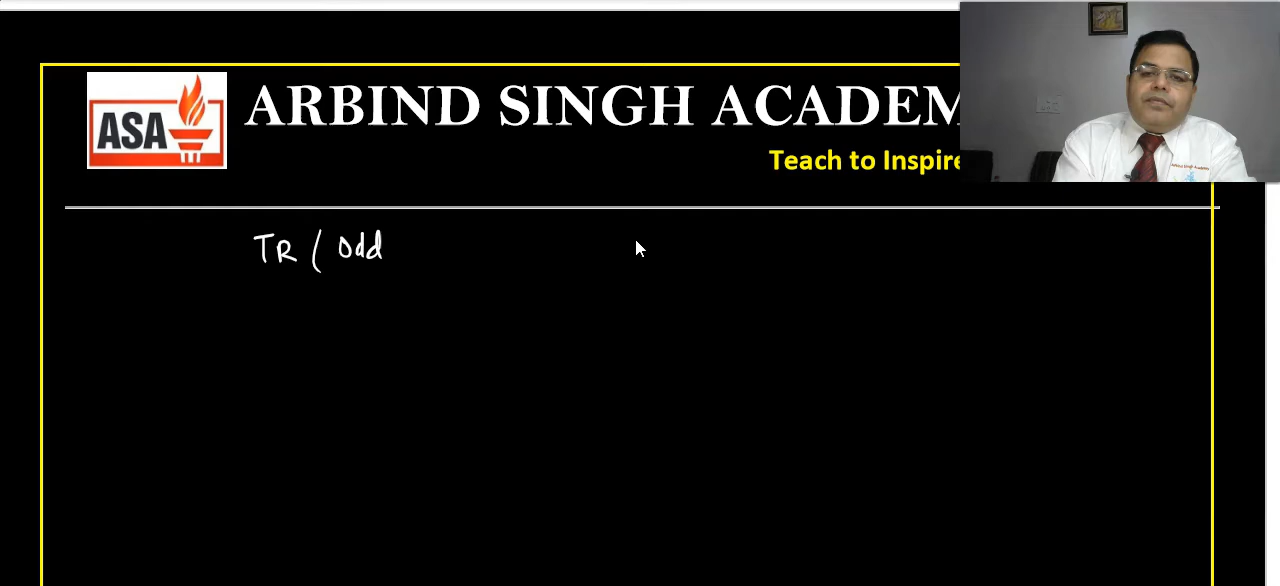 ASA
ARBIND SINGH ACADEM
Teach to Inspire
TR ( Odd